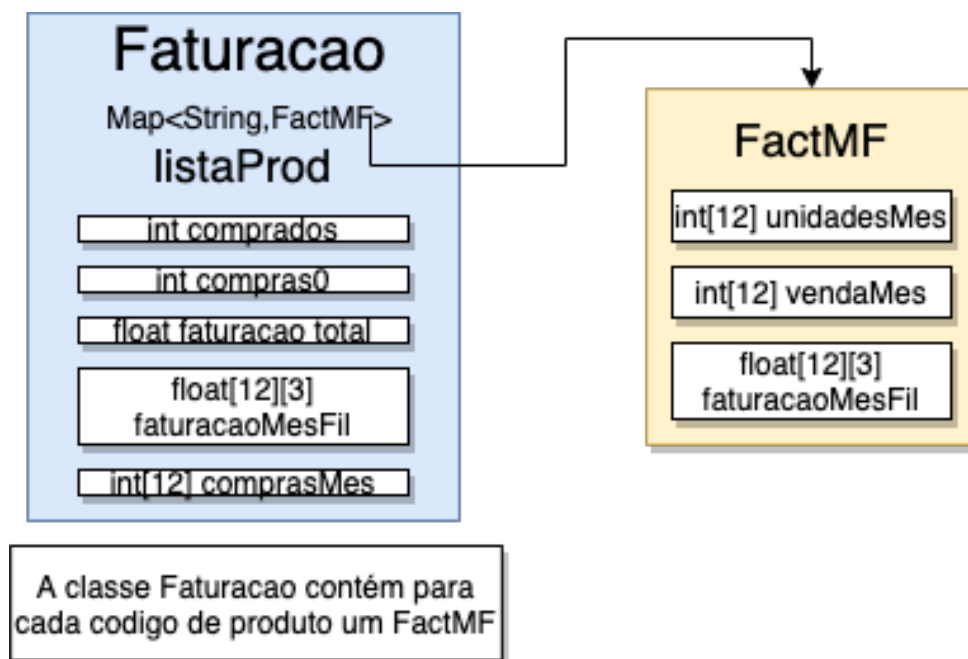 Faturacao
Map<String,FactMF>
listaProd
int comprados
int compras0
float faturacao total
float[12][3]
faturacaoMesFil
int[12] comprasMes
FactMF
int[12] unidadesMes
int[12] vendaMes
float[12][3]
faturacaoMesFil
A classe Faturacao contém para
cada codigo de produto um FactMF